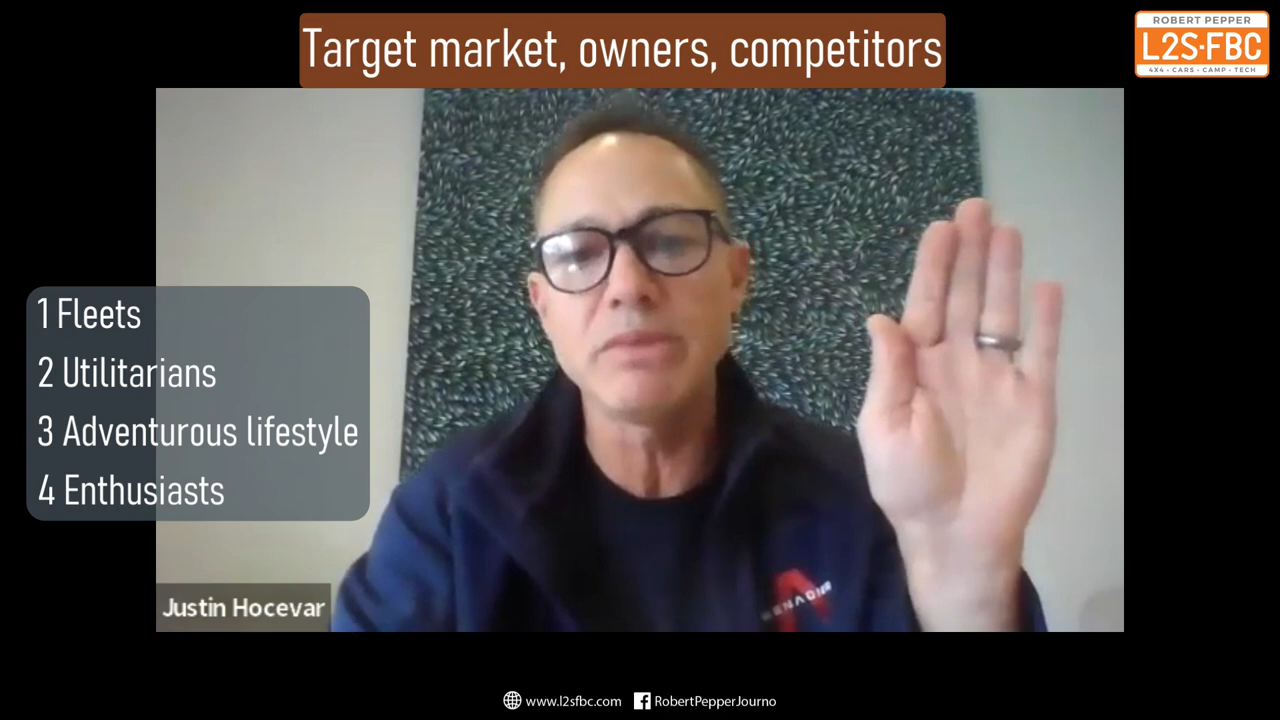 Target market, owners, competitors
ROBERT PEPPER
L2S·FBC
4X4 - CARS - CAMP - TECH
1 Fleets
2 Utilitarians
3 Adventurous lifestyle
4 Enthusiasts
Justin Hocevar
www.l2sfbc.com
RobertPepperJourno